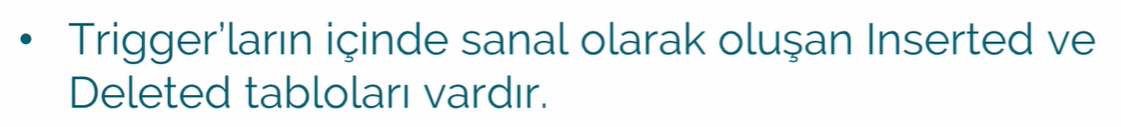 • Trigger’ların içinde sanal olarak oluşan Inserted ve
Deleted tabloları vardır.